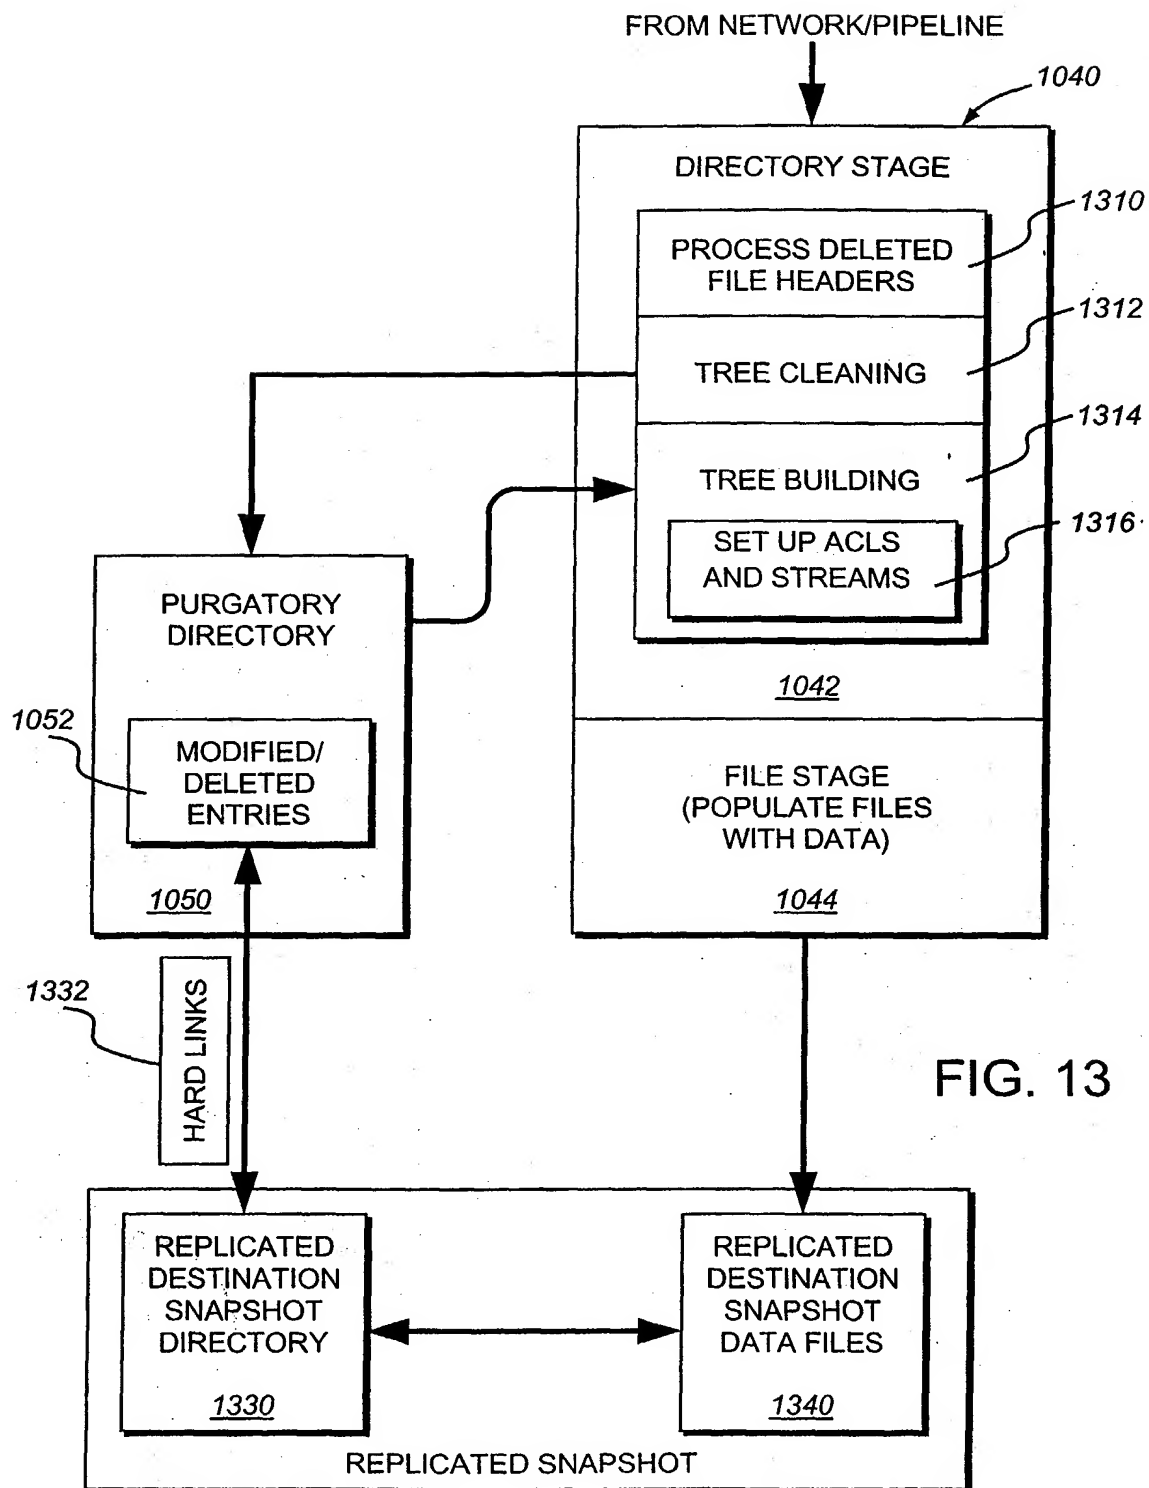 FROM NETWORK/PIPELINE
1040
DIRECTORY STAGE
1310
PROCESS DELETED
FILE HEADERS
1312
TREE CLEANING
1314
TREE BUILDING
1316
SET UP ACLS
AND STREAMS
1042
PURGATORY
DIRECTORY
1052
MODIFIED/
DELETED
ENTRIES
1050
FILE STAGE
(POPULATE FILES
WITH DATA)
1044
1332
HARD LINKS
FIG. 13
REPLICATED
DESTINATION
SNAPSHOT
DIRECTORY
1330
REPLICATED
DESTINATION
SNAPSHOT
DATA FILES
1340
REPLICATED SNAPSHOT